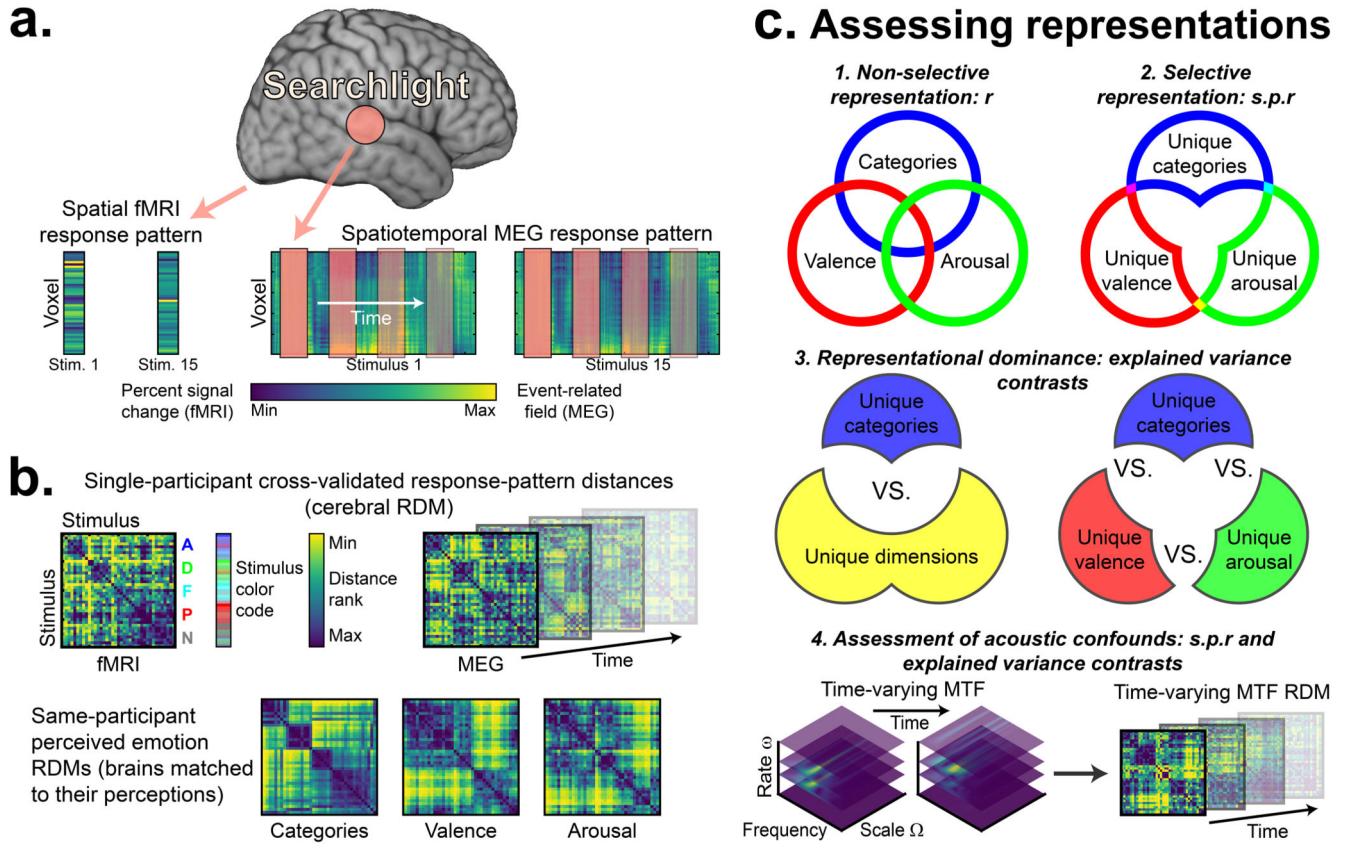 a.
Searchlight
Spatial fMRI
response pattern
Spatiotemporal MEG response pattern
Voxel
Voxel
Time
Stim. 1
Stim. 15
Stimulus 1
Stimulus 15
Percent signal
change (fMRI)
Min
Max
Event-related
field (MEG)
b.
Single-participant cross-validated response-pattern distances
(cerebral RDM)
Stimulus
Stimulus
fMRI
A
D
F
P
N
Stimulus
color
code
Min
Distance
rank
Max
MEG
Time
Same-participant
perceived emotion
RDMs (brains matched
to their perceptions)
Categories
Valence
Arousal
c. Assessing representations
1. Non-selective
representation: r
Categories
Valence
Arousal
2. Selective
representation: s.p.r
Unique
categories
Unique
valence
Unique
arousal
3. Representational dominance: explained variance
contrasts
Unique
categories
VS.
Unique dimensions
Unique
categories
VS.
VS.
Unique
valence
VS.
Unique
arousal
4. Assessment of acoustic confounds: s.p.r and
explained variance contrasts
Time-varying MTF
Time
Rate ω
Frequency
Scale Ω
Time-varying MTF RDM
Time